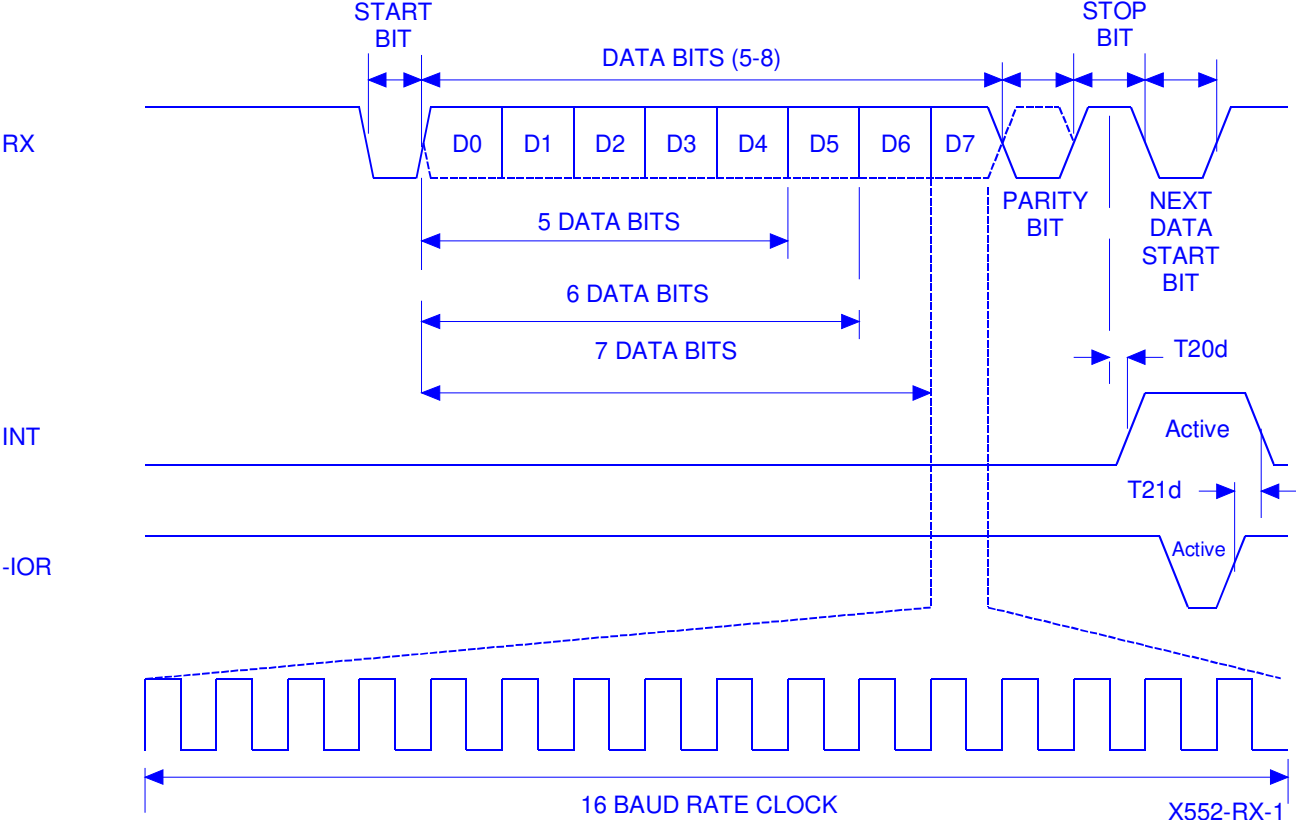 START
BIT
STOP
BIT
DATA BITS (5-8)
RX
D0 D1 D2 D3 D4 D5 D6 D7
PARITY
BIT
NEXT
DATA
START
BIT
5 DATA BITS
6 DATA BITS
7 DATA BITS
T20d
INT
Active
T21d
-IOR
Active
16 BAUD RATE CLOCK
X552-RX-1